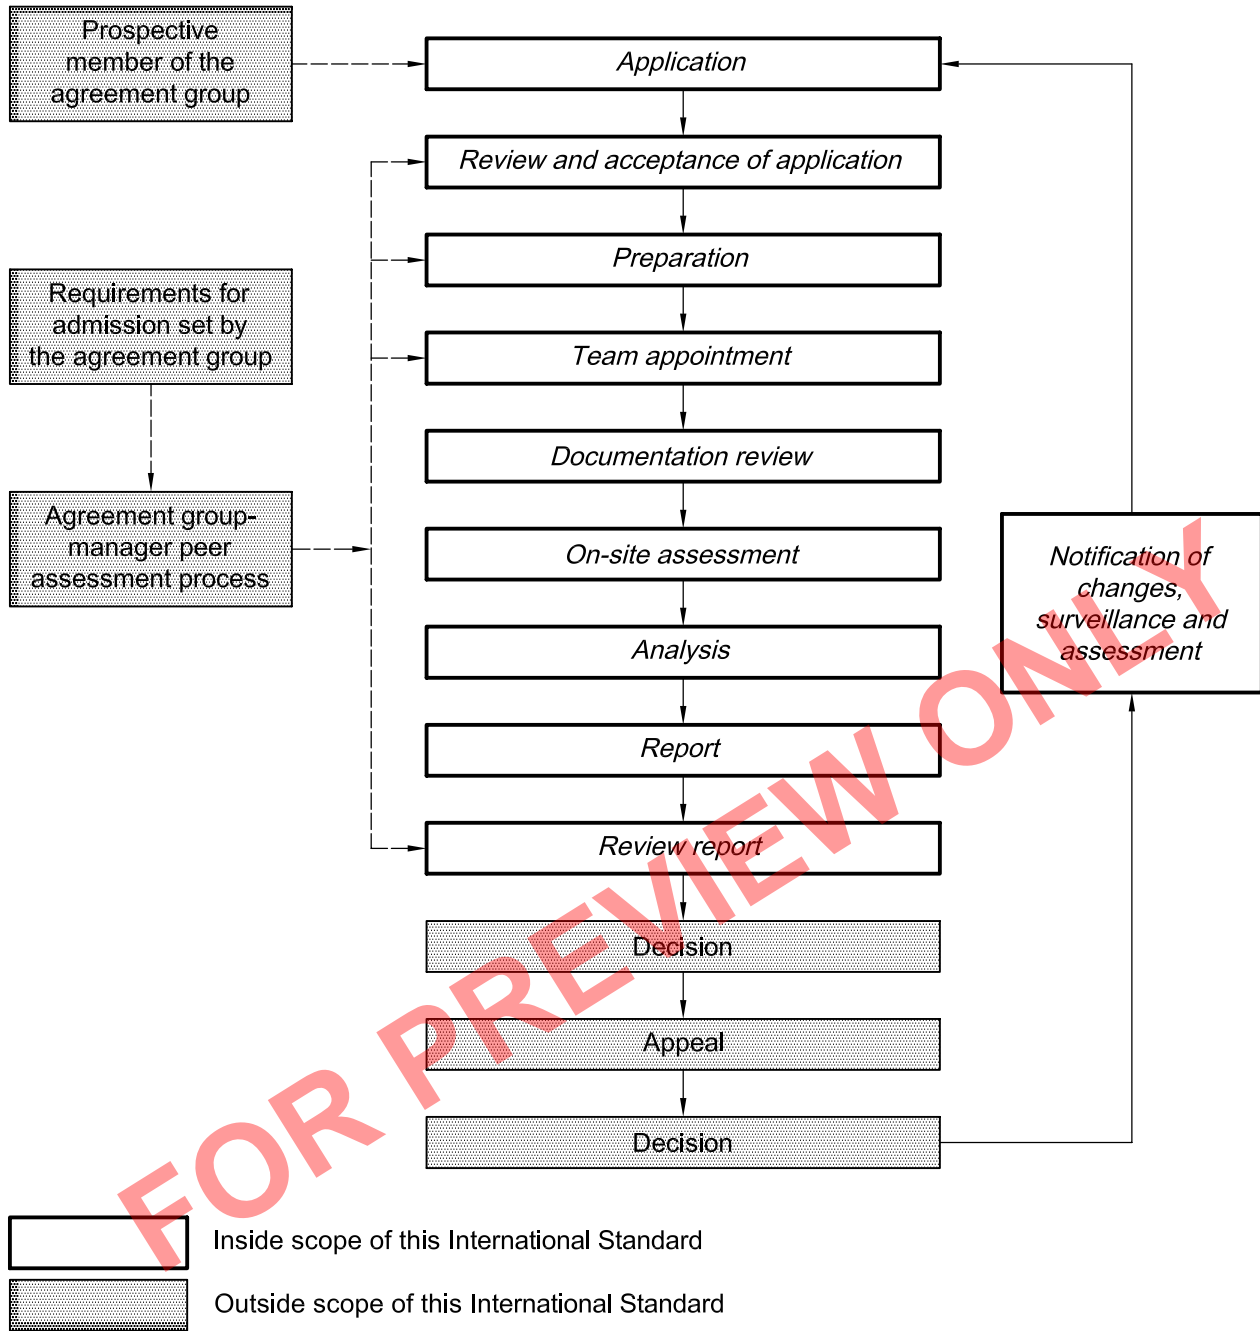 Prospective
member of the
agreement group
Application
Review and acceptance of application
Preparation
Requirements for
admission set by
the agreement group
Team appointment
Documentation review
Agreement group-
manager peer
assessment process
On-site assessment
Notification of
changes,
surveillance and
assessment
Analysis
Report
Review report
Decision
Appeal
Decision
FOR PREVIEW ONLY
Inside scope of this International Standard
Outside scope of this International Standard